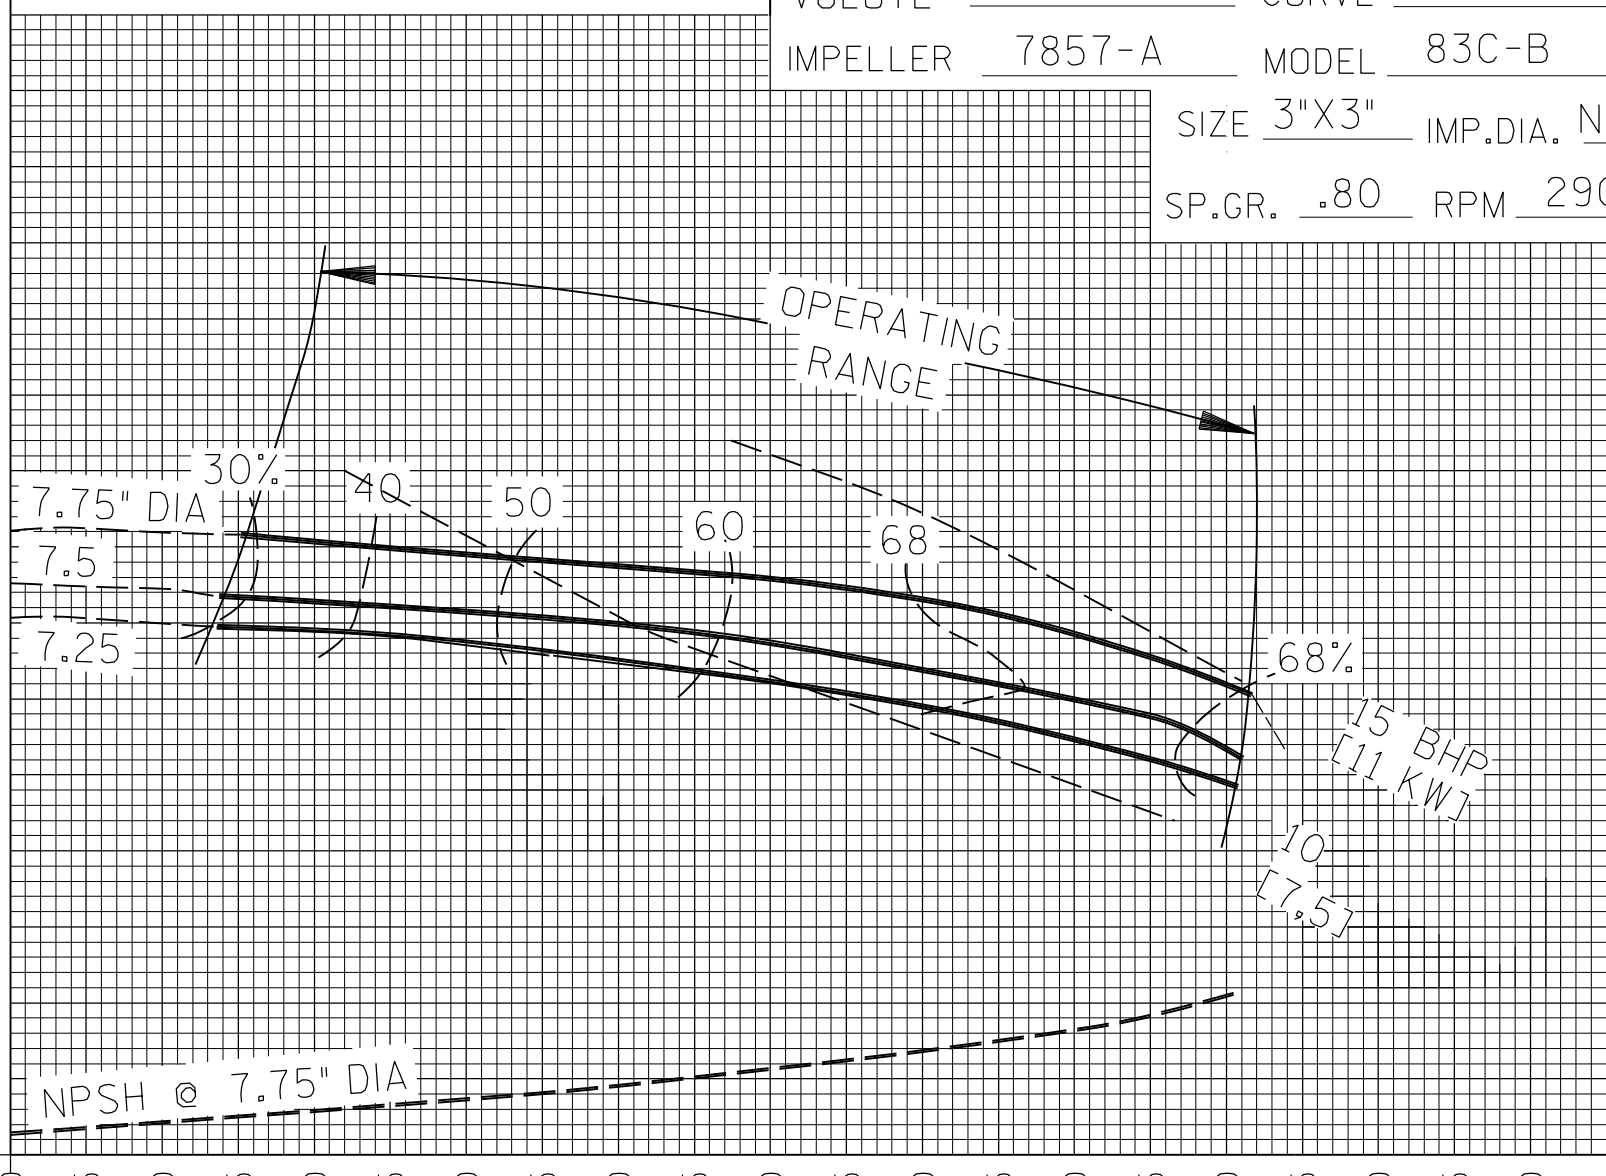 IMPELLER 7857-A MODEL 83C-B
SIZE 3"X3" IMP.DIA.
SP.GR. .80 RPM
OPERATING
RANGE
30%
40
50
60
68
7.75" DIA
7.5
7.25
68%
15 BHP
[11 KW]
10
[7,5]
NPSH @ 7.75" DIA